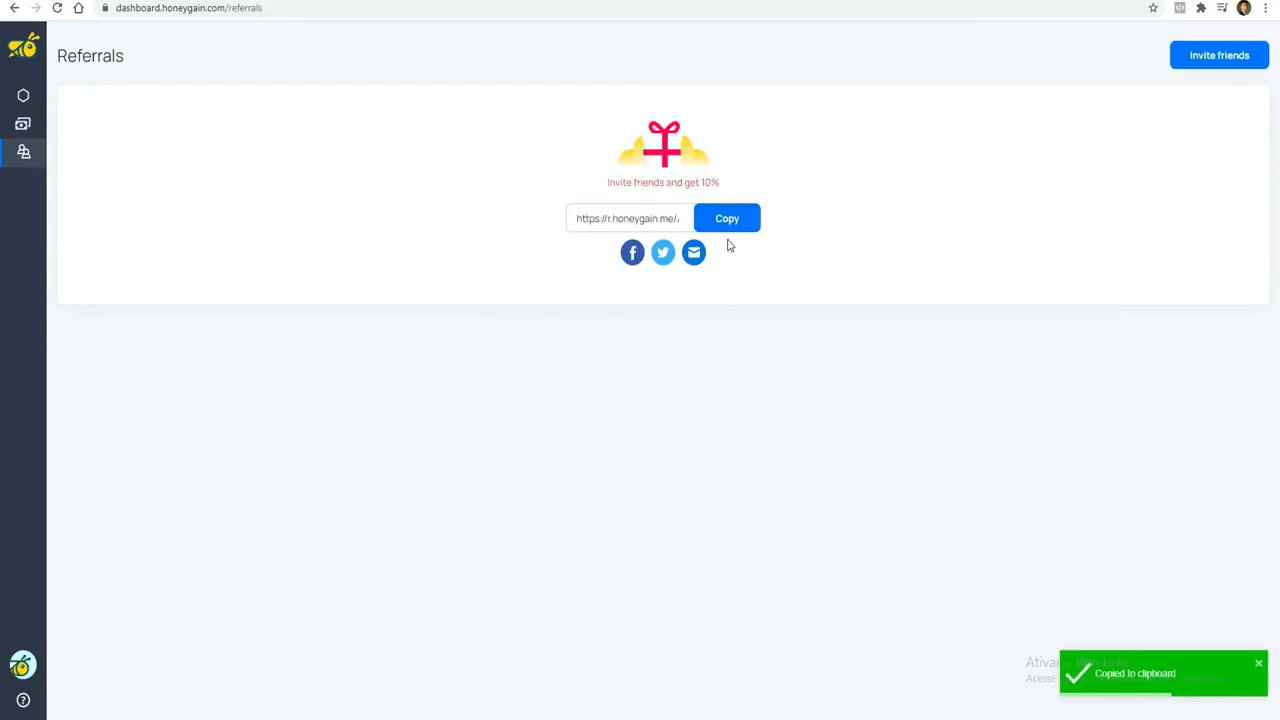 dashboard.honeygain.com/referrals
Referrals
Invite friends
Invite friends and get 10%
https://r.honeygain.me/
Copy
Copied to clipboard
Acesse